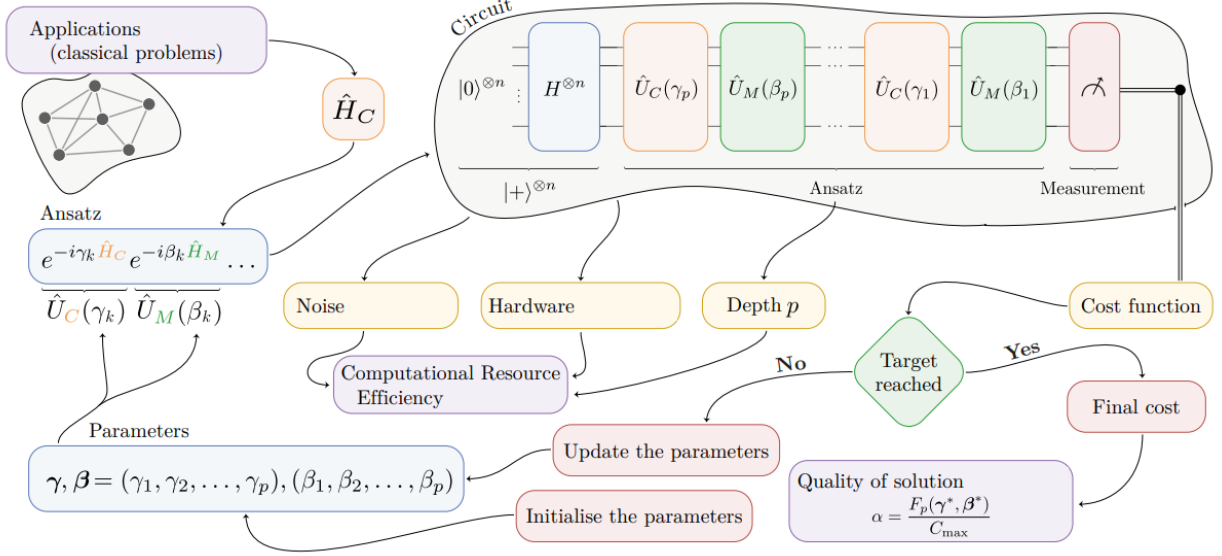 Applications
(classical problems)
Ĥ_C
Circuit
|0⟩^{⊗n}
⋮
H^{⊗n}
Û_C(γ_p)
Û_M(β_p)
...
...
...
Û_C(γ_1)
Û_M(β_1)
|+⟩^{⊗n}
Ansatz
Measurement
Ansatz
e^{-iγ_k Ĥ_C} e^{-iβ_k Ĥ_M} ...
Û_C(γ_k) Û_M(β_k)
Noise
Hardware
Depth p
Cost function
Computational Resource
Efficiency
No
Target
reached
Yes
Final cost
Parameters
γ, β = (γ_1, γ_2, ..., γ_p), (β_1, β_2, ..., β_p)
Update the parameters
Initialise the parameters
Quality of solution
α = F_p(γ*, β*) / C_max